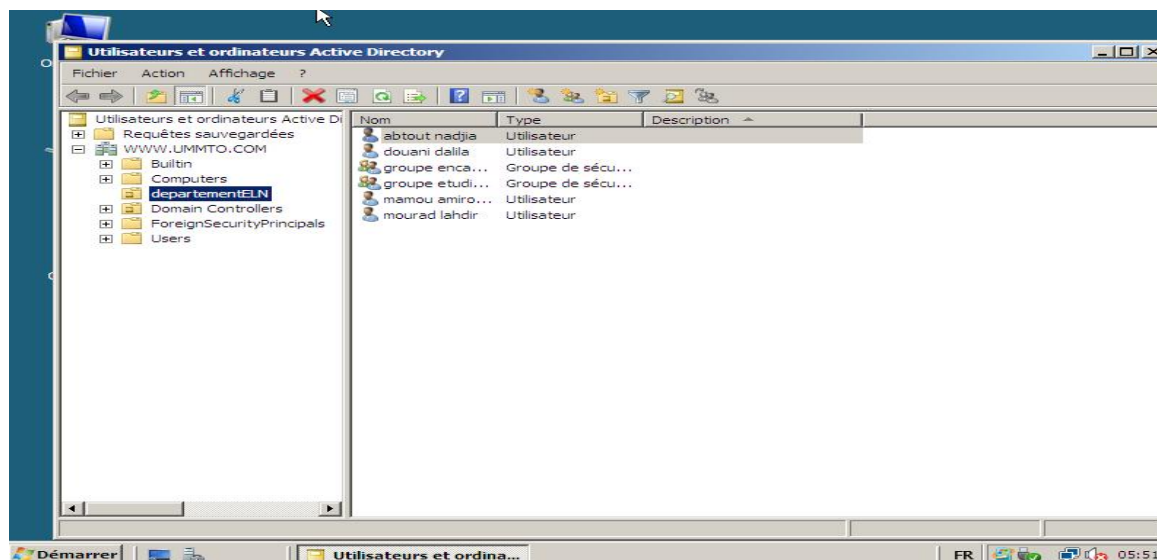 Utilisateurs et ordinateurs Active Directory
Fichier Action Affichage ?
Utilisateurs et ordinateurs Active Di
Requêtes sauvegardées
WWW.UMMTO.COM
Builtin
Computers
departementELN
Domain Controllers
ForeignSecurityPrincipals
Users
Nom Type Description
abtout nadjia Utilisateur
douani dalila Utilisateur
groupe enca... Groupe de sécu...
groupe etudi... Groupe de sécu...
mamou amiro... Utilisateur
mourad lahdir Utilisateur
Démarrer Utilisateurs et ordina... FR 05:51